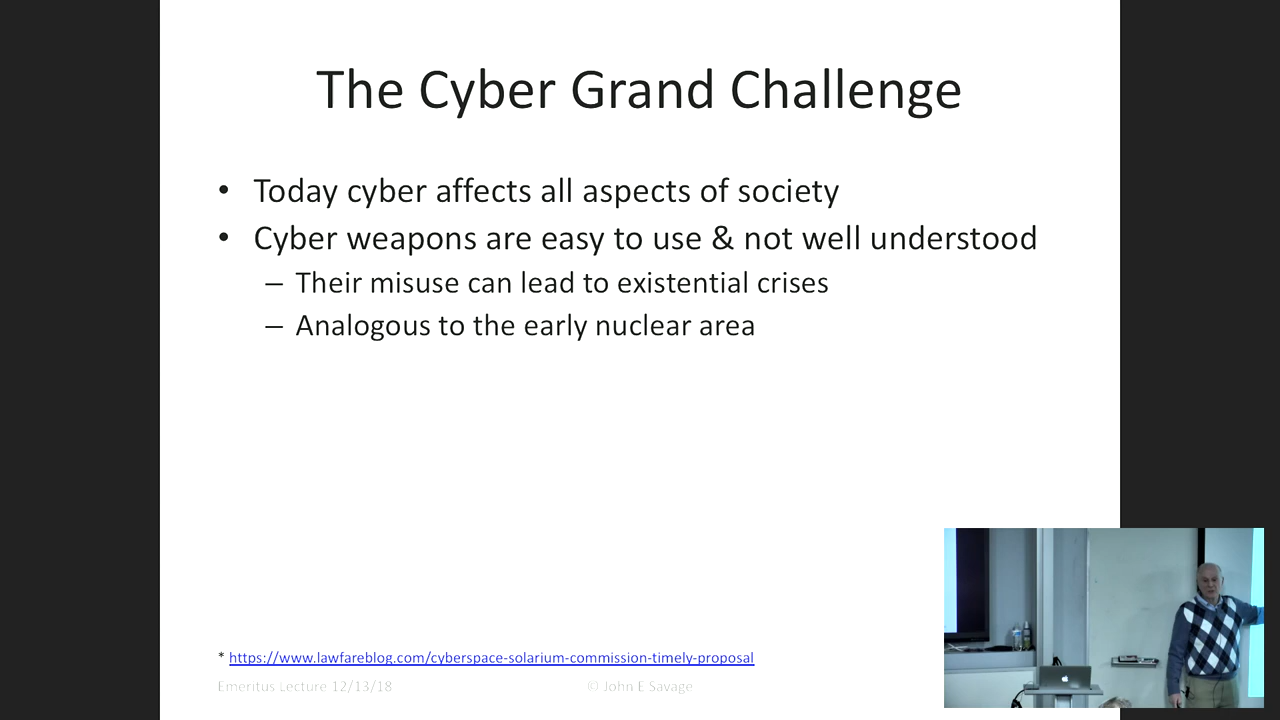 The Cyber Grand Challenge
• Today cyber affects all aspects of society
• Cyber weapons are easy to use & not well understood
– Their misuse can lead to existential crises
– Analogous to the early nuclear area
* https://www.lawfareblog.com/cyberspace-solarium-commission-timely-proposal
Emeritus Lecture 12/13/18
© John E Savage